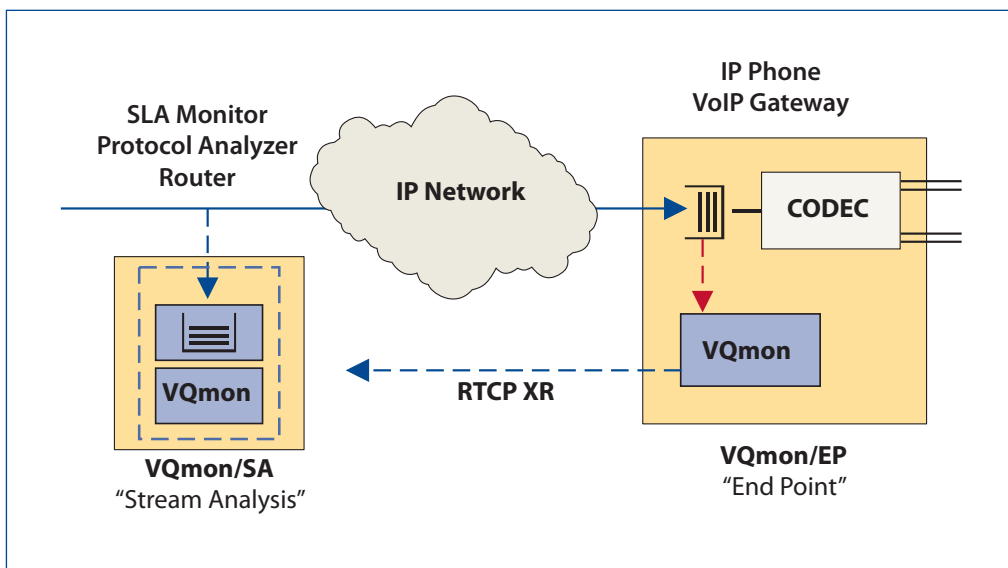 SLA Monitor
Protocol Analyzer
Router
IP Network
IP Phone
VoIP Gateway
CODEC
VQmon
VQmon
RTCP XR
VQmon/SA
“Stream Analysis”
VQmon/EP
“End Point”